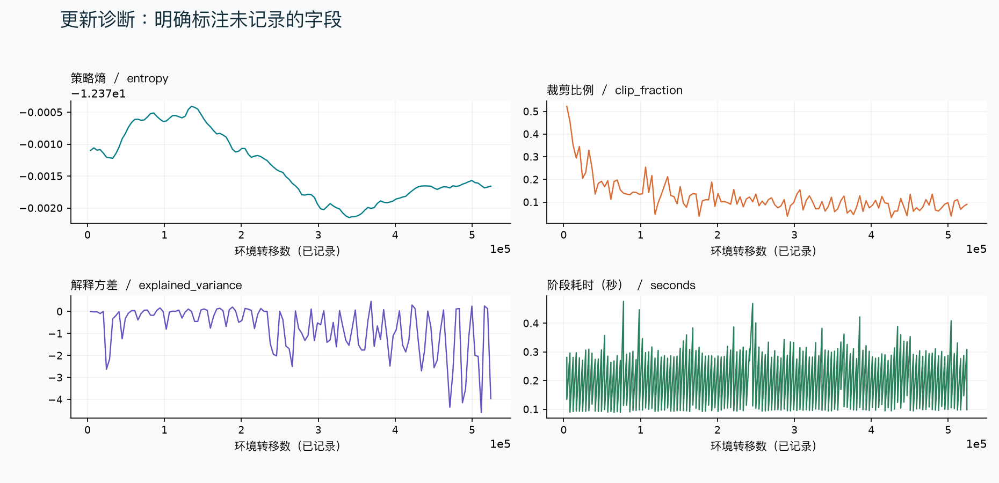 更新诊断：明确标注未记录的字段
策略熵 / entropy
−1.237e1
−0.0005
−0.0010
−0.0015
−0.0020
0 1 2 3 4 5
1e5
环境转移数（已记录）
裁剪比例 / clip_fraction
0.5
0.4
0.3
0.2
0.1
0 1 2 3 4 5
1e5
环境转移数（已记录）
解释方差 / explained_variance
0
−1
−2
−3
−4
0 1 2 3 4 5
1e5
环境转移数（已记录）
阶段耗时（秒） / seconds
0.4
0.3
0.2
0.1
0 1 2 3 4 5
1e5
环境转移数（已记录）